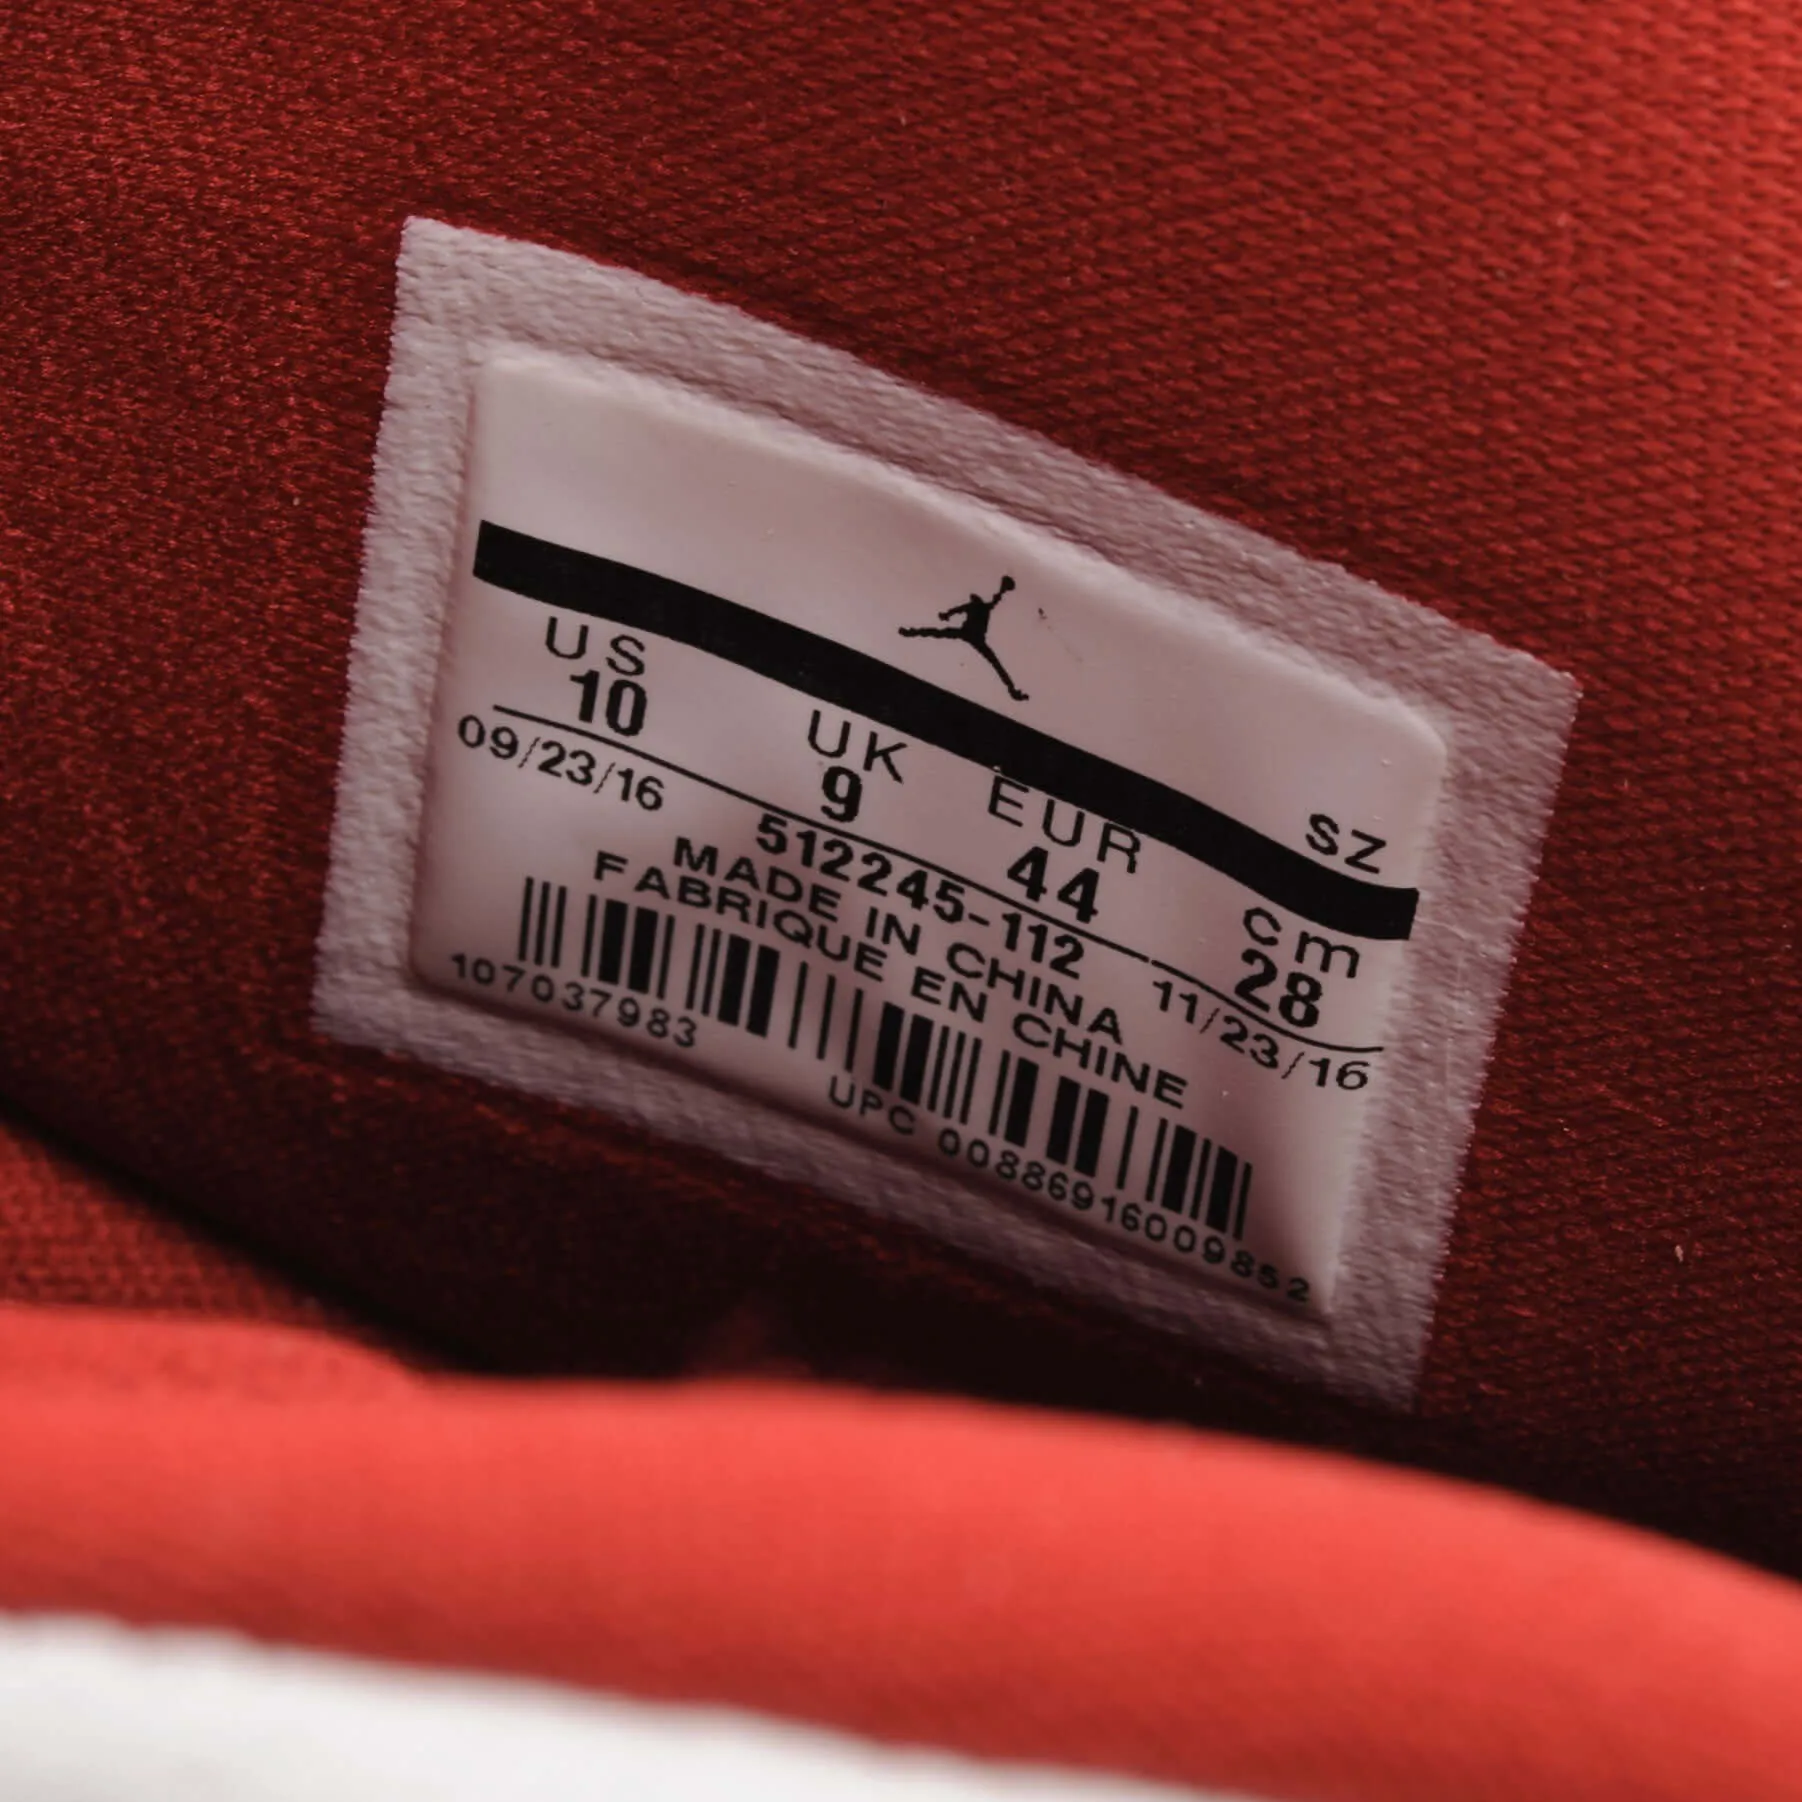 SZ
US UK EUR cm
10 9 44 28
09/23/16 512245-112 11/23/16
MADE IN CHINA
FABRIQUE EN CHINE
107037983
UPC 00886916009852